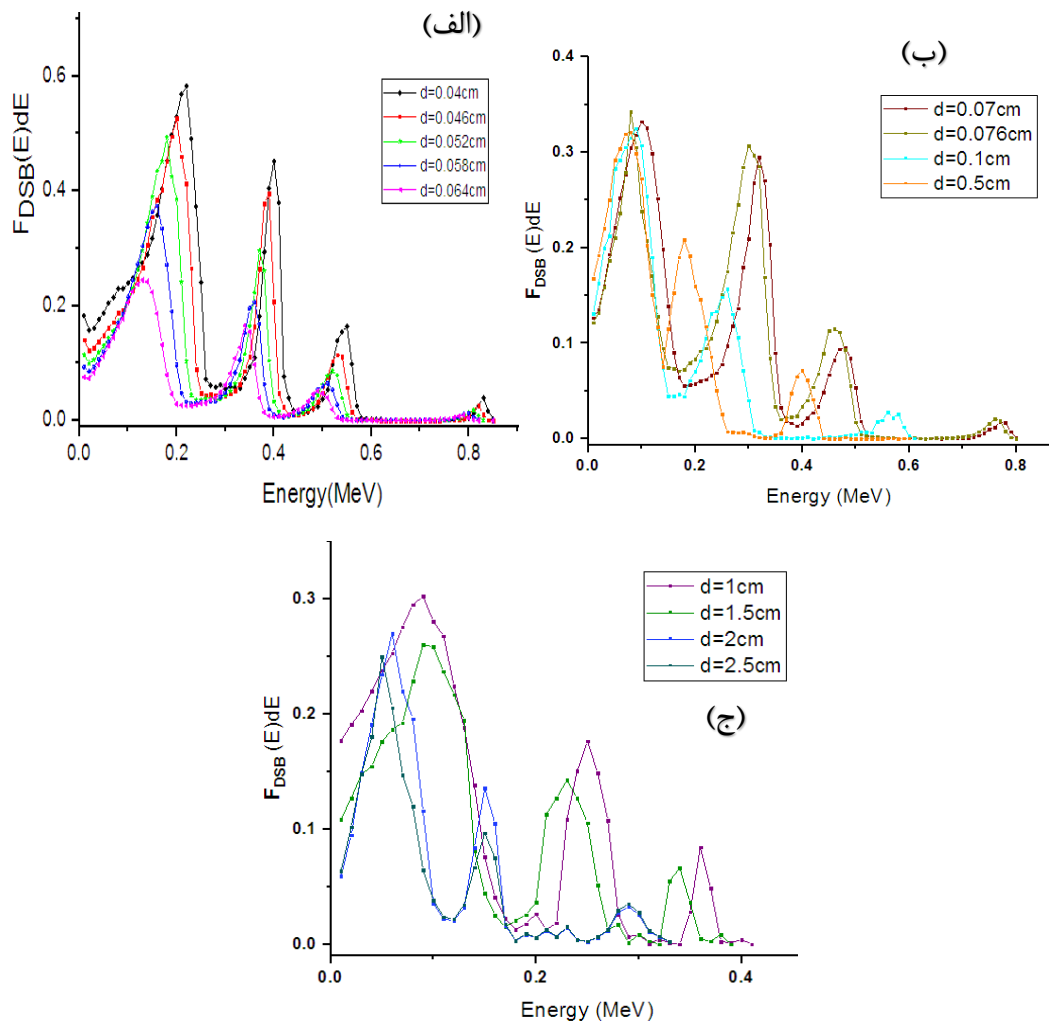 (الف)
F_DSB(E)dE
0.6
0.4
0.2
0.0
d=0.04cm
d=0.046cm
d=0.052cm
d=0.058cm
d=0.064cm
0.0 0.2 0.4 0.6 0.8
Energy(MeV)
(ب)
F_DSB (E)dE
0.4
0.3
0.2
0.1
0.0
d=0.07cm
d=0.076cm
d=0.1cm
d=0.5cm
0.0 0.2 0.4 0.6 0.8
Energy (MeV)
(ج)
F_DSB (E)dE
0.3
0.2
0.1
0.0
d=1cm
d=1.5cm
d=2cm
d=2.5cm
0.0 0.2 0.4
Energy (MeV)